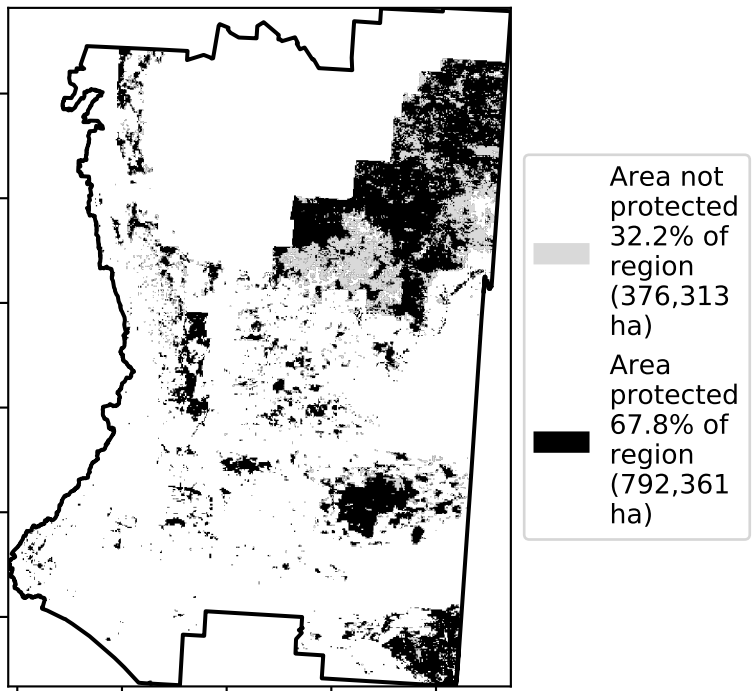 Area not
protected
32.2% of
region
(376,313
ha)
Area
protected
67.8% of
region
(792,361
ha)